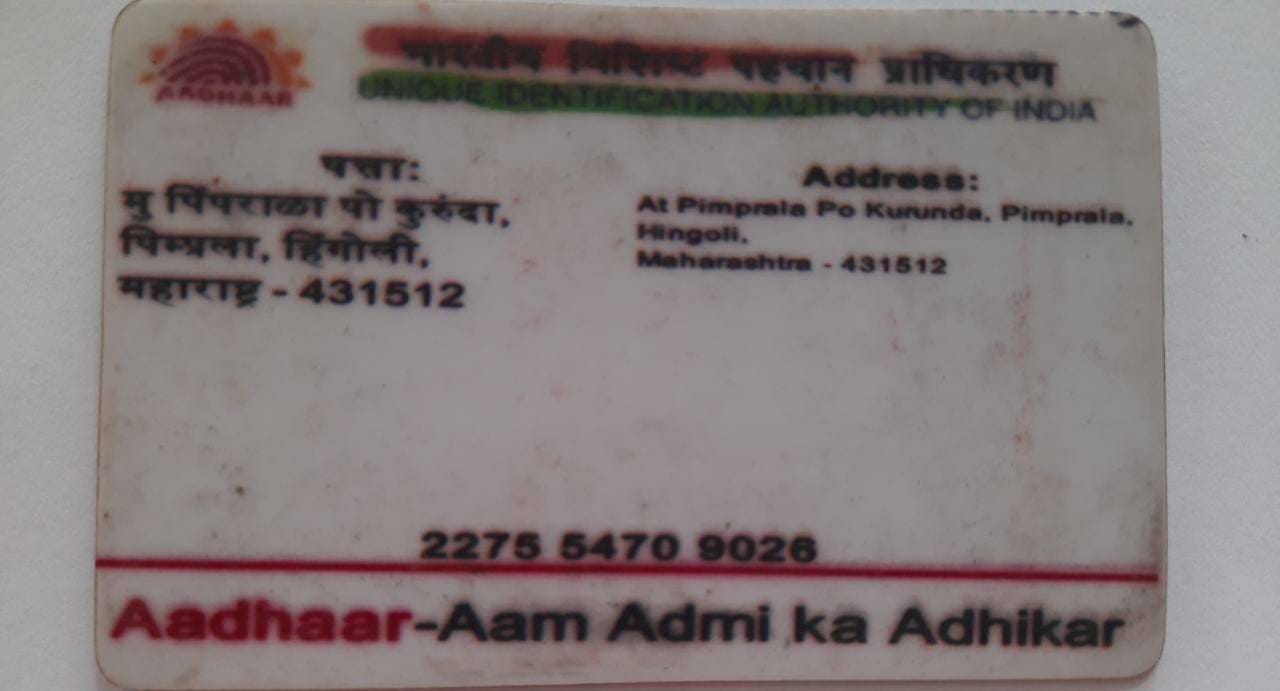 AADHAAR
भारतीय विशिष्ट पहचान प्राधिकरण
UNIQUE IDENTIFICATION AUTHORITY OF INDIA
पत्ता:
मु पिंपराळा पो कुरुंदा,
पिम्प्रला, हिंगोली,
महाराष्ट्र - 431512
Address:
At Pimprala Po Kurunda, Pimprala,
Hingoli,
Maharashtra - 431512
2275 5470 9026
Aadhaar-Aam Admi ka Adhikar